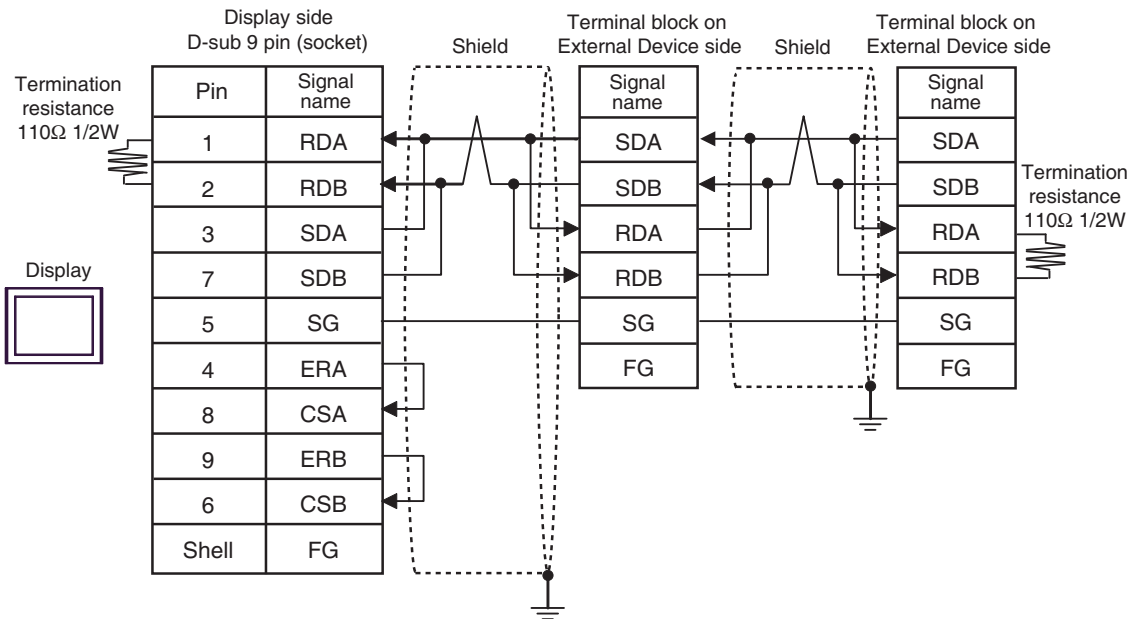 Display side
D-sub 9 pin (socket)
Shield
Terminal block on
External Device side
Shield
Terminal block on
External Device side
Termination
resistance
110Ω 1/2W
Pin
Signal
name
1 RDA
2 RDB
3 SDA
7 SDB
5 SG
4 ERA
8 CSA
9 ERB
6 CSB
Shell FG
Display
Signal
name
SDA
SDB
RDA
RDB
SG
FG
Signal
name
SDA
SDB
RDA
RDB
SG
FG
Termination
resistance
110Ω 1/2W